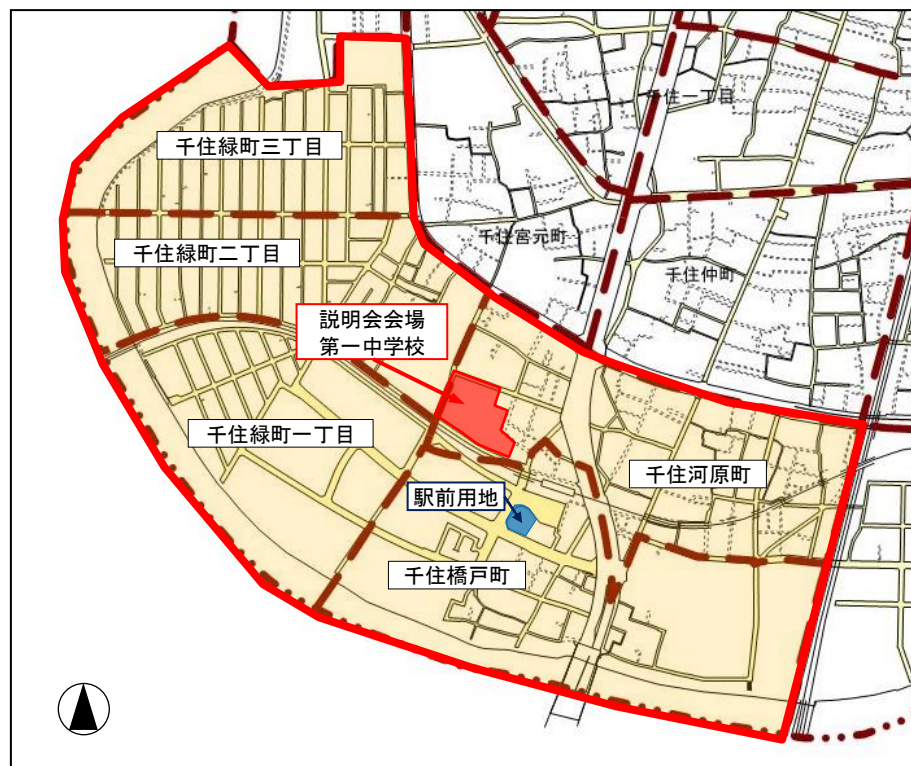 千住一丁目
千住緑町三丁目
千住宮元町
千住緑町二丁目
千住仲町
説明会会場
第一中学校
千住緑町一丁目
千住河原町
駅前用地
千住橋戸町